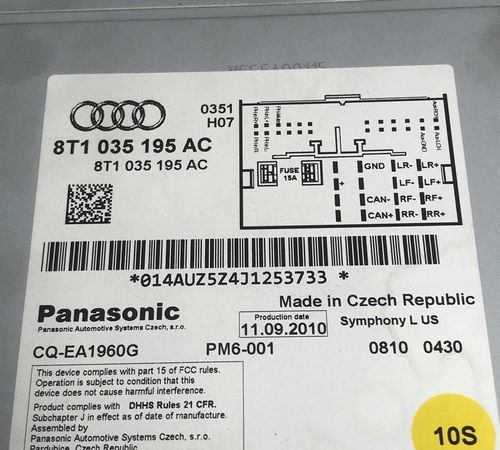 0351
H07
8T1 035 195 AC
8T1 035 195 AC
FUSE
15A
GND LR- LR+
+ LF- LF+
CAN- RF- RF+
CAN+ RR- RR+
*014AUZ5Z4J1253733 *
Panasonic
Panasonic Automotive Systems Czech, s.r.o.
Made in Czech Republic
Production date
11.09.2010
Symphony L US
CQ-EA1960G PM6-001 0810 0430
This device complies with part 15 of FCC rules.
Operation is subject to condition that this
device does not cause harmful interference.
Product complies with DHHS Rules 21 CFR.
Subchapter J in effect as of date of manufacture.
Assembled by
Panasonic Automotive Systems Czech, s.r.o.
Pardubice, Czech Republic
10S